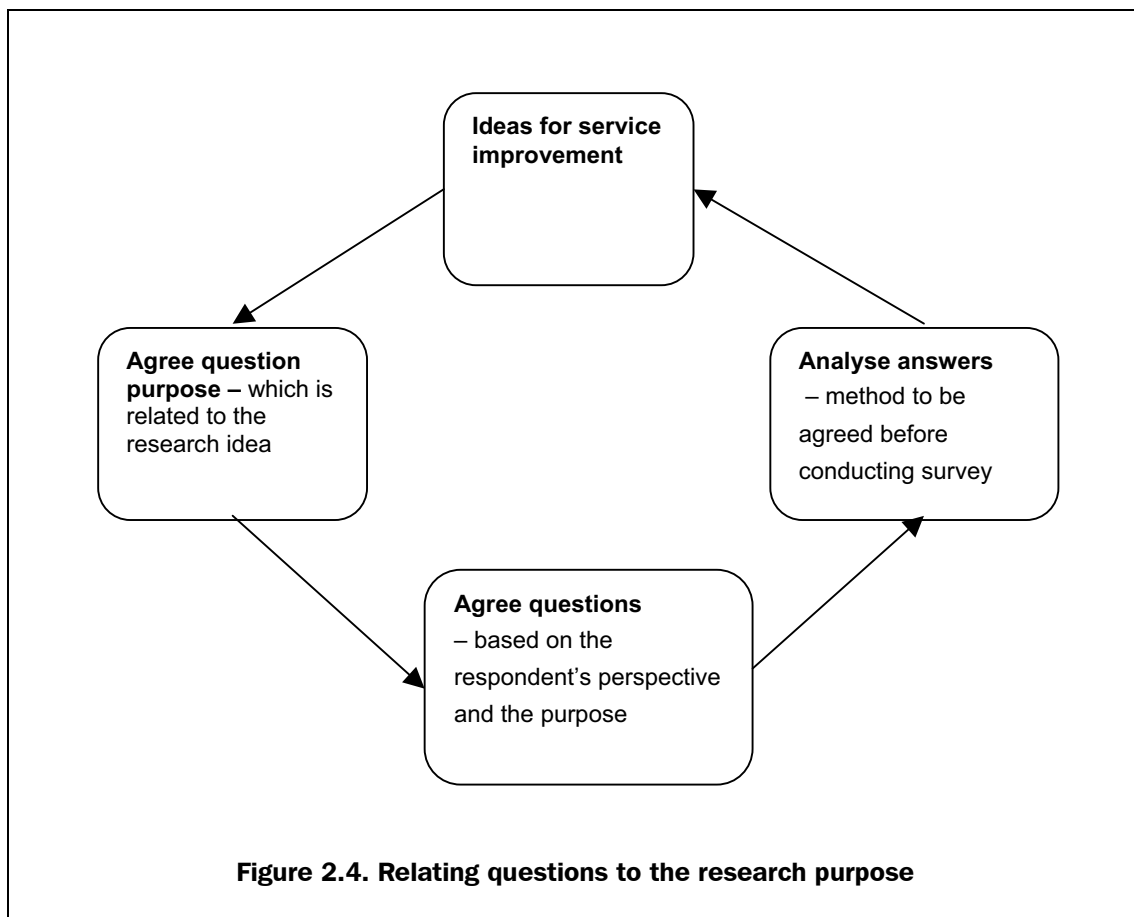 Ideas for service
improvement
Agree question
purpose – which is
related to the
research idea
Analyse answers
– method to be
agreed before
conducting survey
Agree questions
– based on the
respondent’s perspective
and the purpose
Figure 2.4. Relating questions to the research purpose